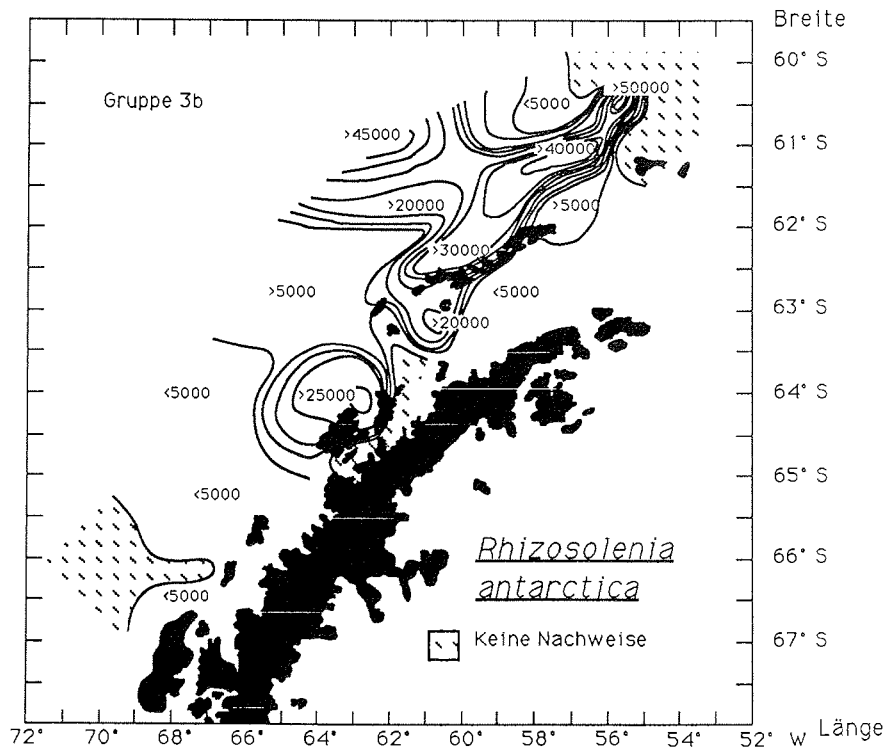 Breite
60° S
>50000
Gruppe 3b
<5000
61° S
>45000
>40000
>20000
>5000
62° S
>30000
>5000
<5000
63° S
>20000
<5000
>25000
64° S
<5000
65° S
Rhizosolenia
antarctica
66° S
<5000
Keine Nachweise
67° S
72° 70° 68° 66° 64° 62° 60° 58° 56° 54° 52° W Länge